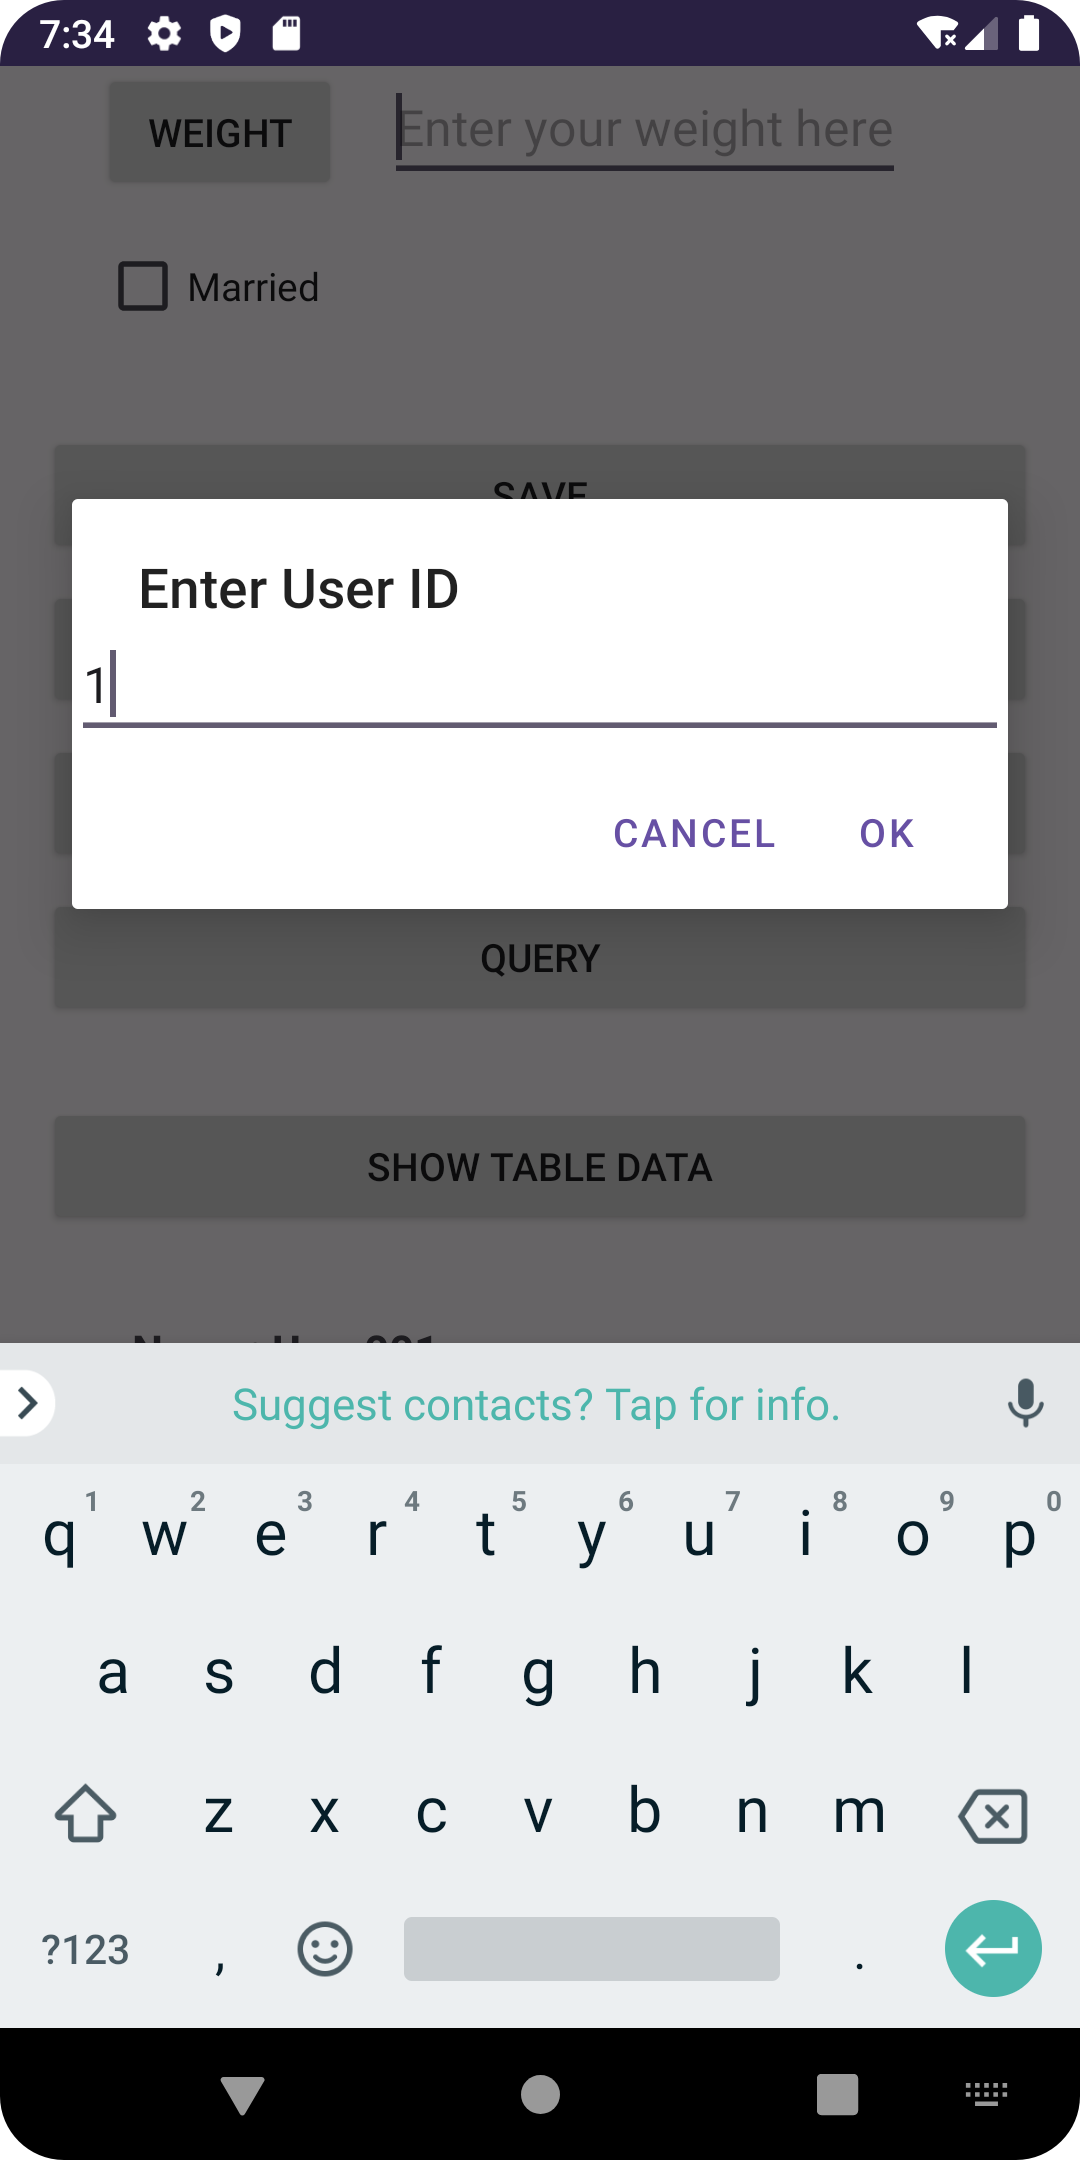 7:34
WEIGHT Enter your weight here
Married
SAVE
Enter User ID
1
CANCEL OK
QUERY
SHOW TABLE DATA
Suggest contacts? Tap for info.
q 1 w 2 e 3 r 4 t 5 y 6 u 7 i 8 o 9 p 0
a s d f g h j k l
z x c v b n m
?123 , .